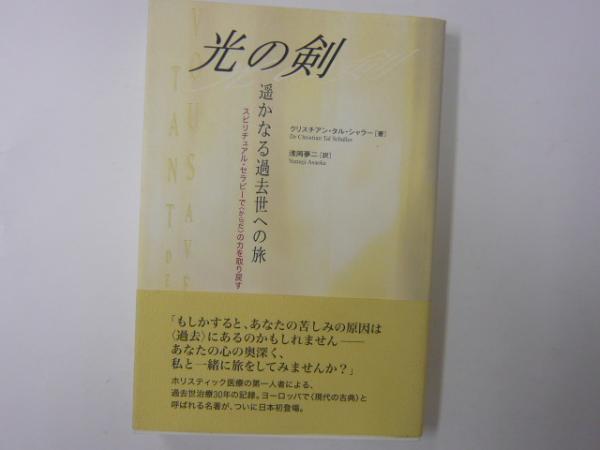 光の剣
遥かなる過去世への旅
スピリチュアル・セラピーで〈からだ〉の力を取り戻す
クリスチアン・タル・シャラー［著］
Dr Christian Tal Schaller
浅岡夢二［訳］
Yumeji Asaoka
VOUS AVE
TANT DE
「もしかすると、あなたの苦しみの原因は
〈過去〉にあるのかもしれません――
あなたの心の奥深く、
私と一緒に旅をしてみませんか？」
ホリスティック医療の第一人者による、
過去世治療30年の記録。ヨーロッパで〈現代の古典〉と
呼ばれる名著が、ついに日本初登場。